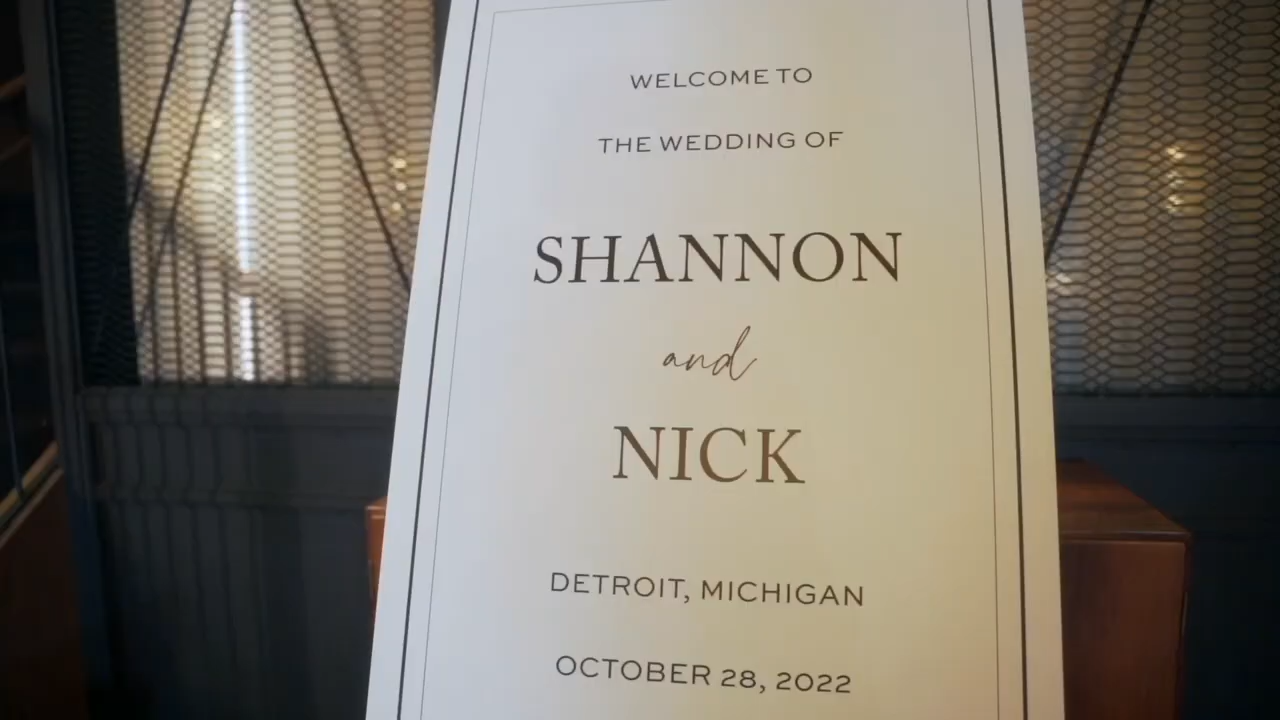 WELCOME TO
THE WEDDING OF
SHANNON
and
NICK
DETROIT, MICHIGAN
OCTOBER 28, 2022